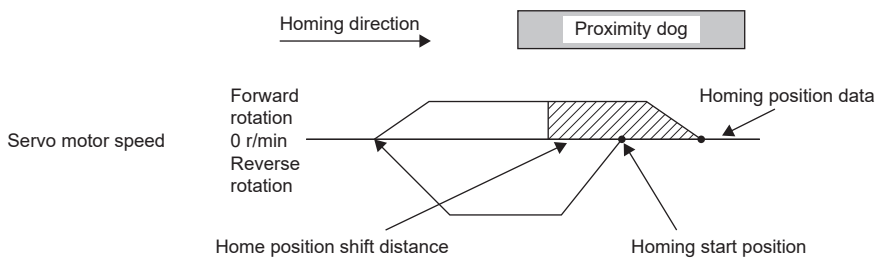 Homing direction
Proximity dog
Forward
rotation
Homing position data
Servo motor speed
0 r/min
Reverse
rotation
Home position shift distance
Homing start position